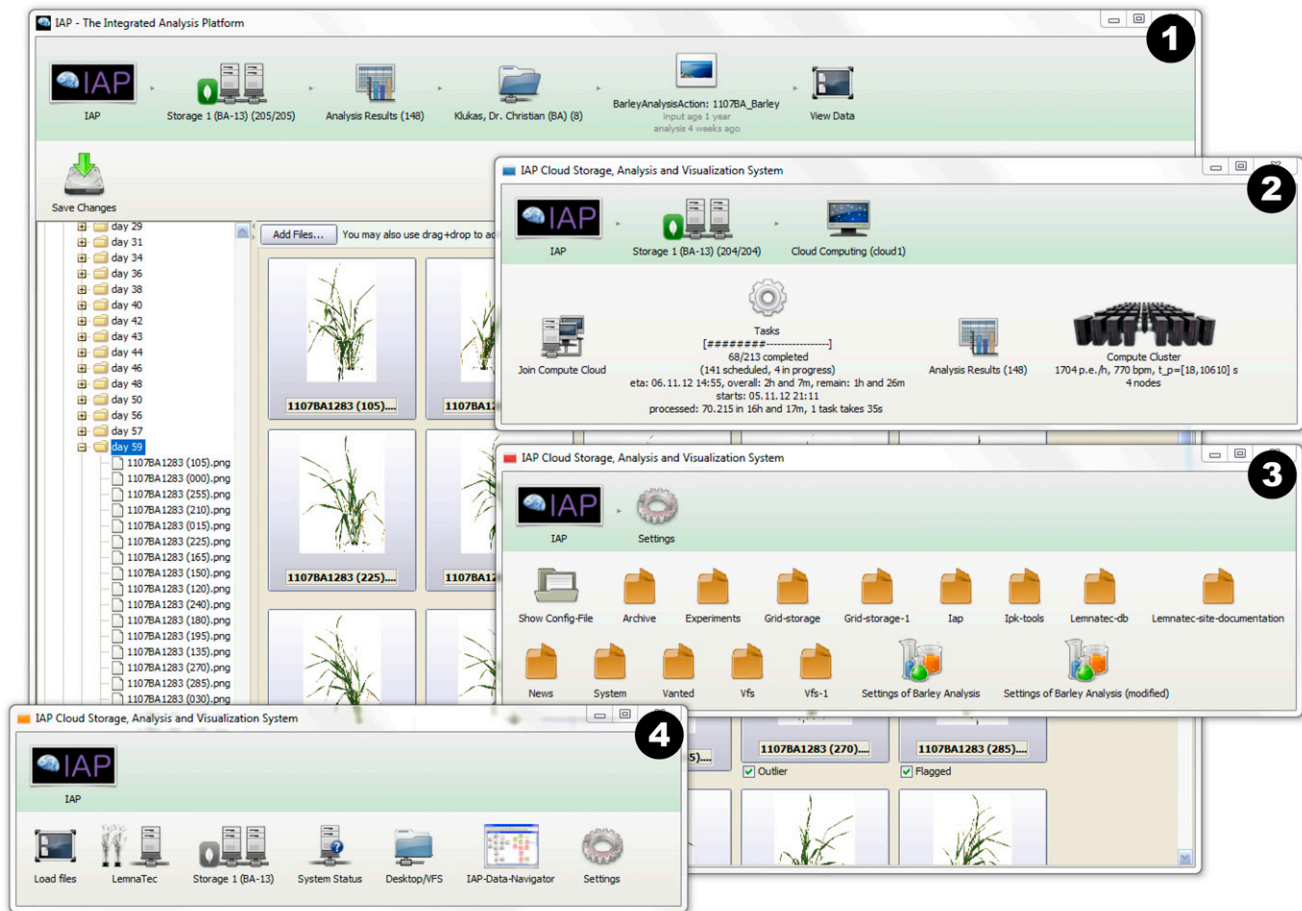 IAP - The Integrated Analysis Platform
1
IAP
IAP
Storage 1 (BA-13) (205/205)
Analysis Results (148)
Klukas, Dr. Christian (BA) (8)
BarleyAnalysisAction: 1107BA_Barley
input age 1 year
analysis 4 weeks ago
View Data
Save Changes
day 29
day 31
day 34
day 36
day 38
day 40
day 42
day 43
day 44
day 46
day 48
day 50
day 56
day 57
day 59
1107BA1283 (105).png
1107BA1283 (000).png
1107BA1283 (255).png
1107BA1283 (210).png
1107BA1283 (015).png
1107BA1283 (225).png
1107BA1283 (165).png
1107BA1283 (150).png
1107BA1283 (120).png
1107BA1283 (240).png
1107BA1283 (180).png
1107BA1283 (195).png
1107BA1283 (135).png
1107BA1283 (270).png
1107BA1283 (285).png
1107BA1283 (030).png
Add Files...
You may also use drag+drop to
1107BA1283 (105)....
1107BA1283 (225)....
5)....
1107BA1283 (270)....
1107BA1283 (285)....
Outlier
Flagged
IAP Cloud Storage, Analysis and Visualization System
2
IAP
IAP
Storage 1 (BA-13) (204/204)
Cloud Computing (cloud1)
Join Compute Cloud
Tasks
[########----------------]
68/213 completed
(141 scheduled, 4 in progress)
eta: 06.11.12 14:55, overall: 2h and 7m, remain: 1h and 26m
starts: 05.11.12 21:11
processed: 70.215 in 16h and 17m, 1 task takes 35s
Analysis Results (148)
Compute Cluster
1704 p.e./h, 770 bpm, t_p=[18,10610] s
4 nodes
IAP Cloud Storage, Analysis and Visualization System
3
IAP
IAP
Settings
Show Config-File
Archive
Experiments
Grid-storage
Grid-storage-1
Iap
Ipk-tools
Lemnatec-db
Lemnatec-site-documentation
News
System
Vanted
Vfs
Vfs-1
Settings of Barley Analysis
Settings of Barley Analysis (modified)
IAP Cloud Storage, Analysis and Visualization System
4
IAP
IAP
Load files
LemnaTec
Storage 1 (BA-13)
System Status
Desktop/VFS
IAP-Data-Navigator
Settings